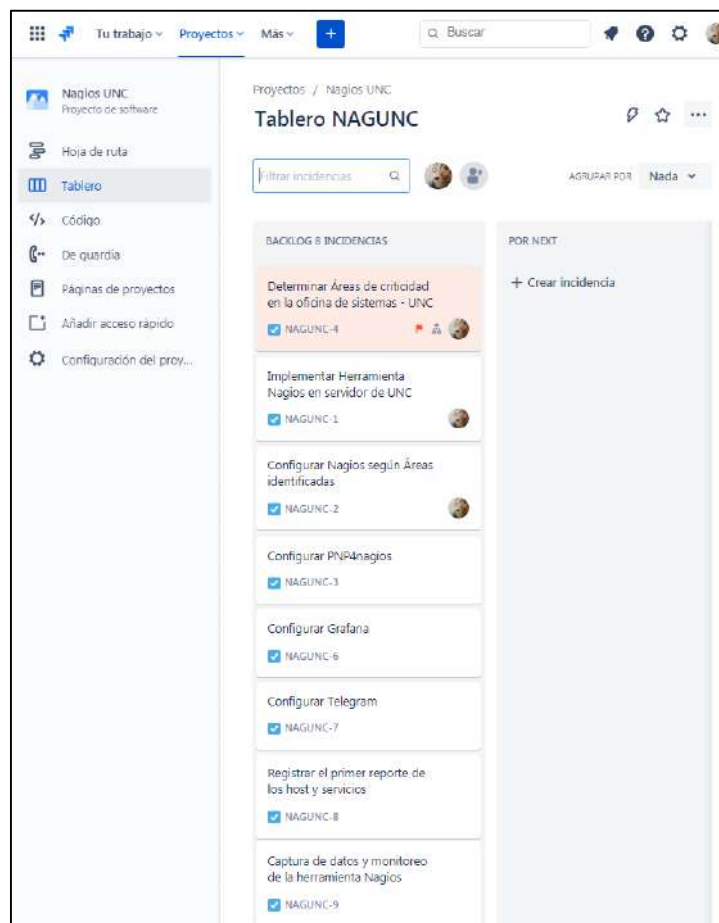 Tu trabajo Proyectos Más + Buscar
Nagios UNC
Proyecto de software
Hoja de ruta
Tablero
Código
De guardia
Páginas de proyectos
Añadir acceso rápido
Configuración del proy...
Proyectos / Nagios UNC
Tablero NAGUNC
Filtrar incidencias
AGRUPAR POR Nada
BACKLOG 8 INCIDENCIAS
Determinar Áreas de criticidad
en la oficina de sistemas - UNC
NAGUNC-4
Implementar Herramienta
Nagios en servidor de UNC
NAGUNC-1
Configurar Nagios según Áreas
identificadas
NAGUNC-2
Configurar PNP4nagios
NAGUNC-3
Configurar Grafana
NAGUNC-6
Configurar Telegram
NAGUNC-7
Registrar el primer reporte de
los host y servicios
NAGUNC-8
Captura de datos y monitoreo
de la herramienta Nagios
NAGUNC-9
POR NEXT
+ Crear incidencia